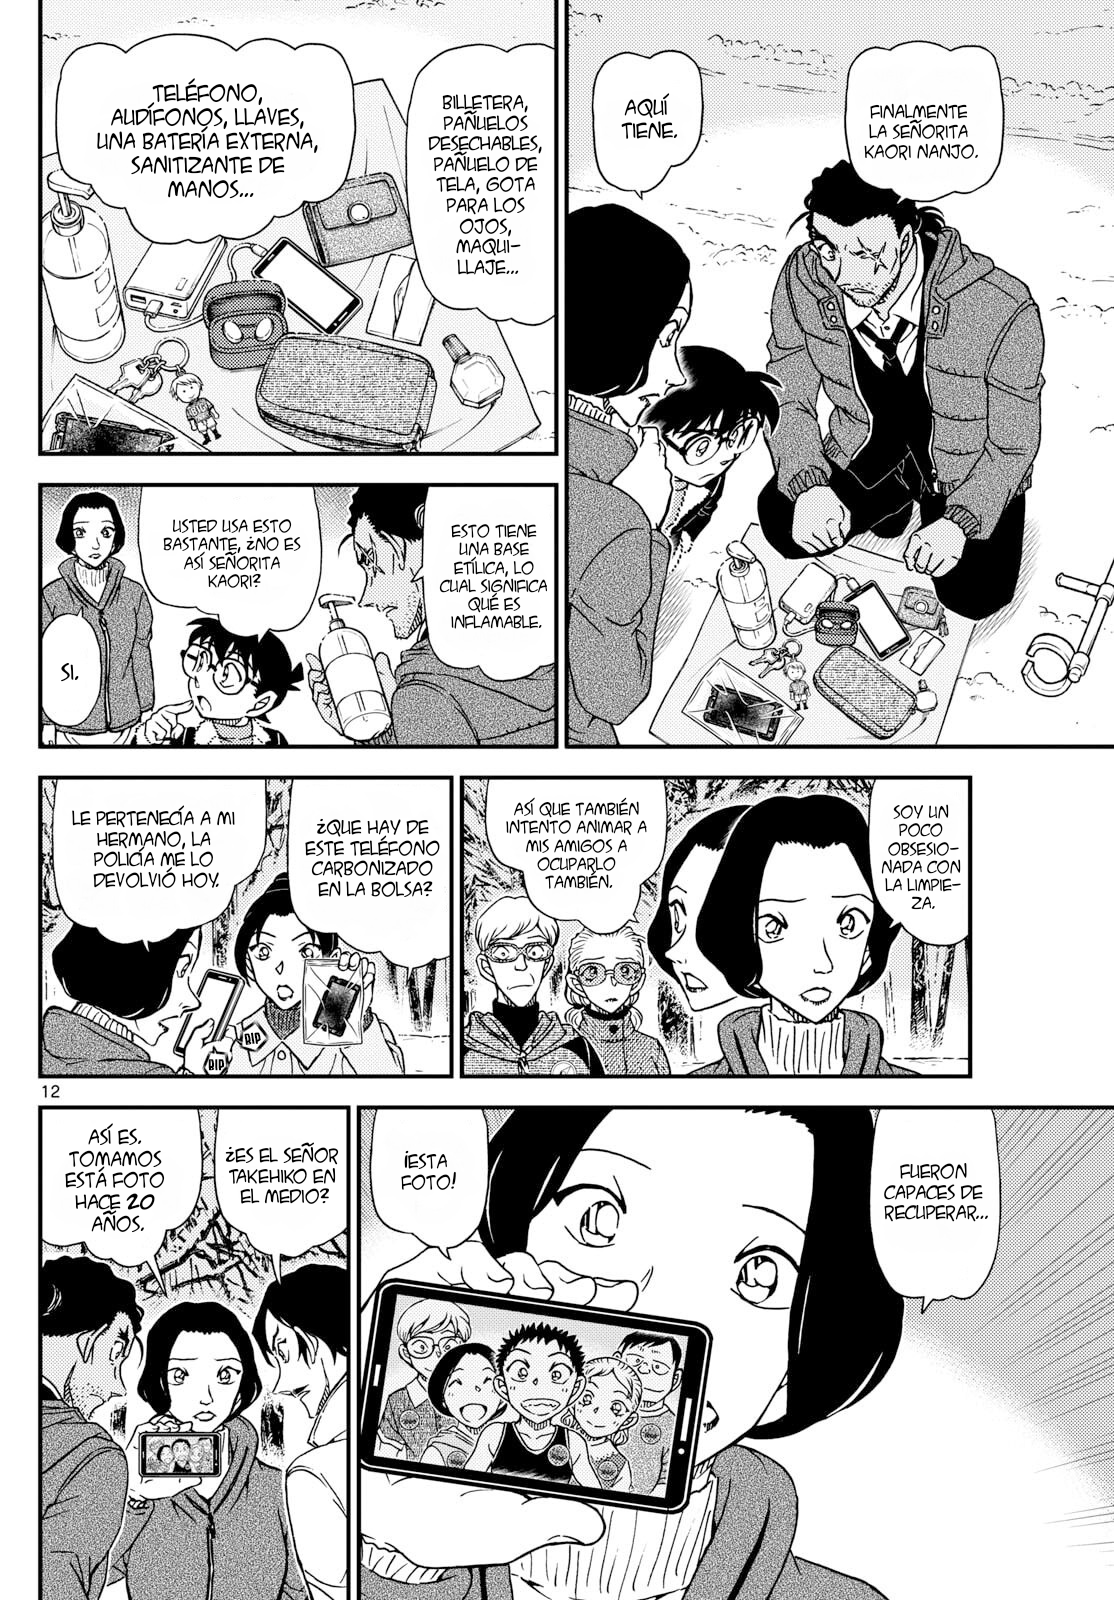 FINALMENTE
LA SEÑORITA
KAORI NANJO.
AQUÍ
TIENE.
BILLETERA,
PAÑUELOS
DESECHABLES,
PAÑUELO DE
TELA, GOTA
PARA LOS
OJOS,
MAQUI-
LLAJE...
TELÉFONO,
AUDÍFONOS, LLAVES,
UNA BATERÍA EXTERNA,
SANITIZANTE DE
MANOS...
ESTO TIENE
UNA BASE
ETÍLICA, LO
CUAL SIGNIFICA
QUÉ ES
INFLAMABLE.
USTED USA ESTO
BASTANTE, ¿NO ES
ASÍ SEÑORITA
KAORI?
SI.
SOY UN
POCO
OBSESIO-
NADA CON
LA LIMPIE-
ZA.
ASÍ QUE TAMBIÉN
INTENTO ANIMAR A
MIS AMIGOS A
OCUPARLO
TAMBIÉN.
¿QUE HAY DE
ESTE TELÉFONO
CARBONIZADO
EN LA BOLSA?
LE PERTENECÍA A MI
HERMANO, LA
POLICÍA ME LO
DEVOLVIÓ HOY.
RIP
RIP
12
FUERON
CAPACES DE
RECUPERAR...
¡ESTA
FOTO!
¿ES EL SEÑOR
TAKEHIKO EN
EL MEDIO?
ASÍ ES.
TOMAMOS
ESTÁ FOTO
HACE 20
AÑOS.